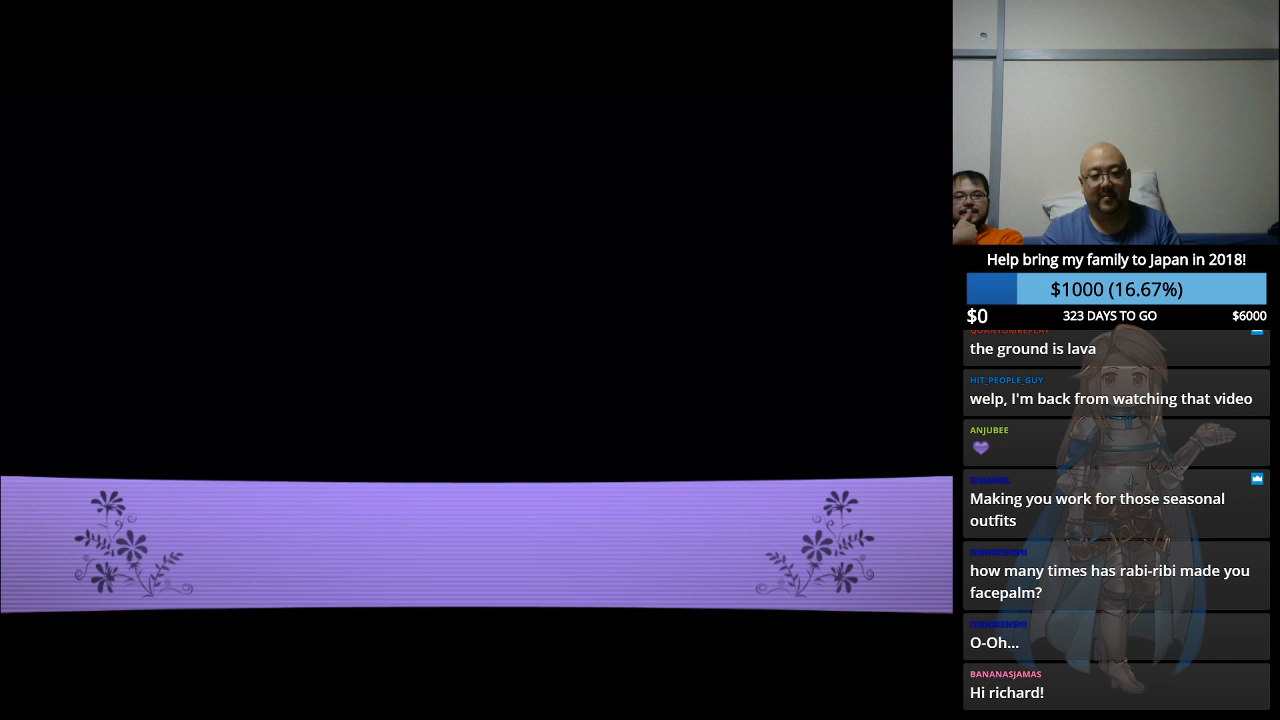 Help bring my family to Japan in 2018!
$1000 (16.67%)
$0 323 DAYS TO GO $6000
QUANTUMREPLAY
the ground is lava
HIT_PEOPLE_GUY
welp, I'm back from watching that video
ANJUBEE
Making you work for those seasonal
outfits
how many times has rabi-ribi made you
facepalm?
O-Oh...
BANANASJAMAS
Hi richard!